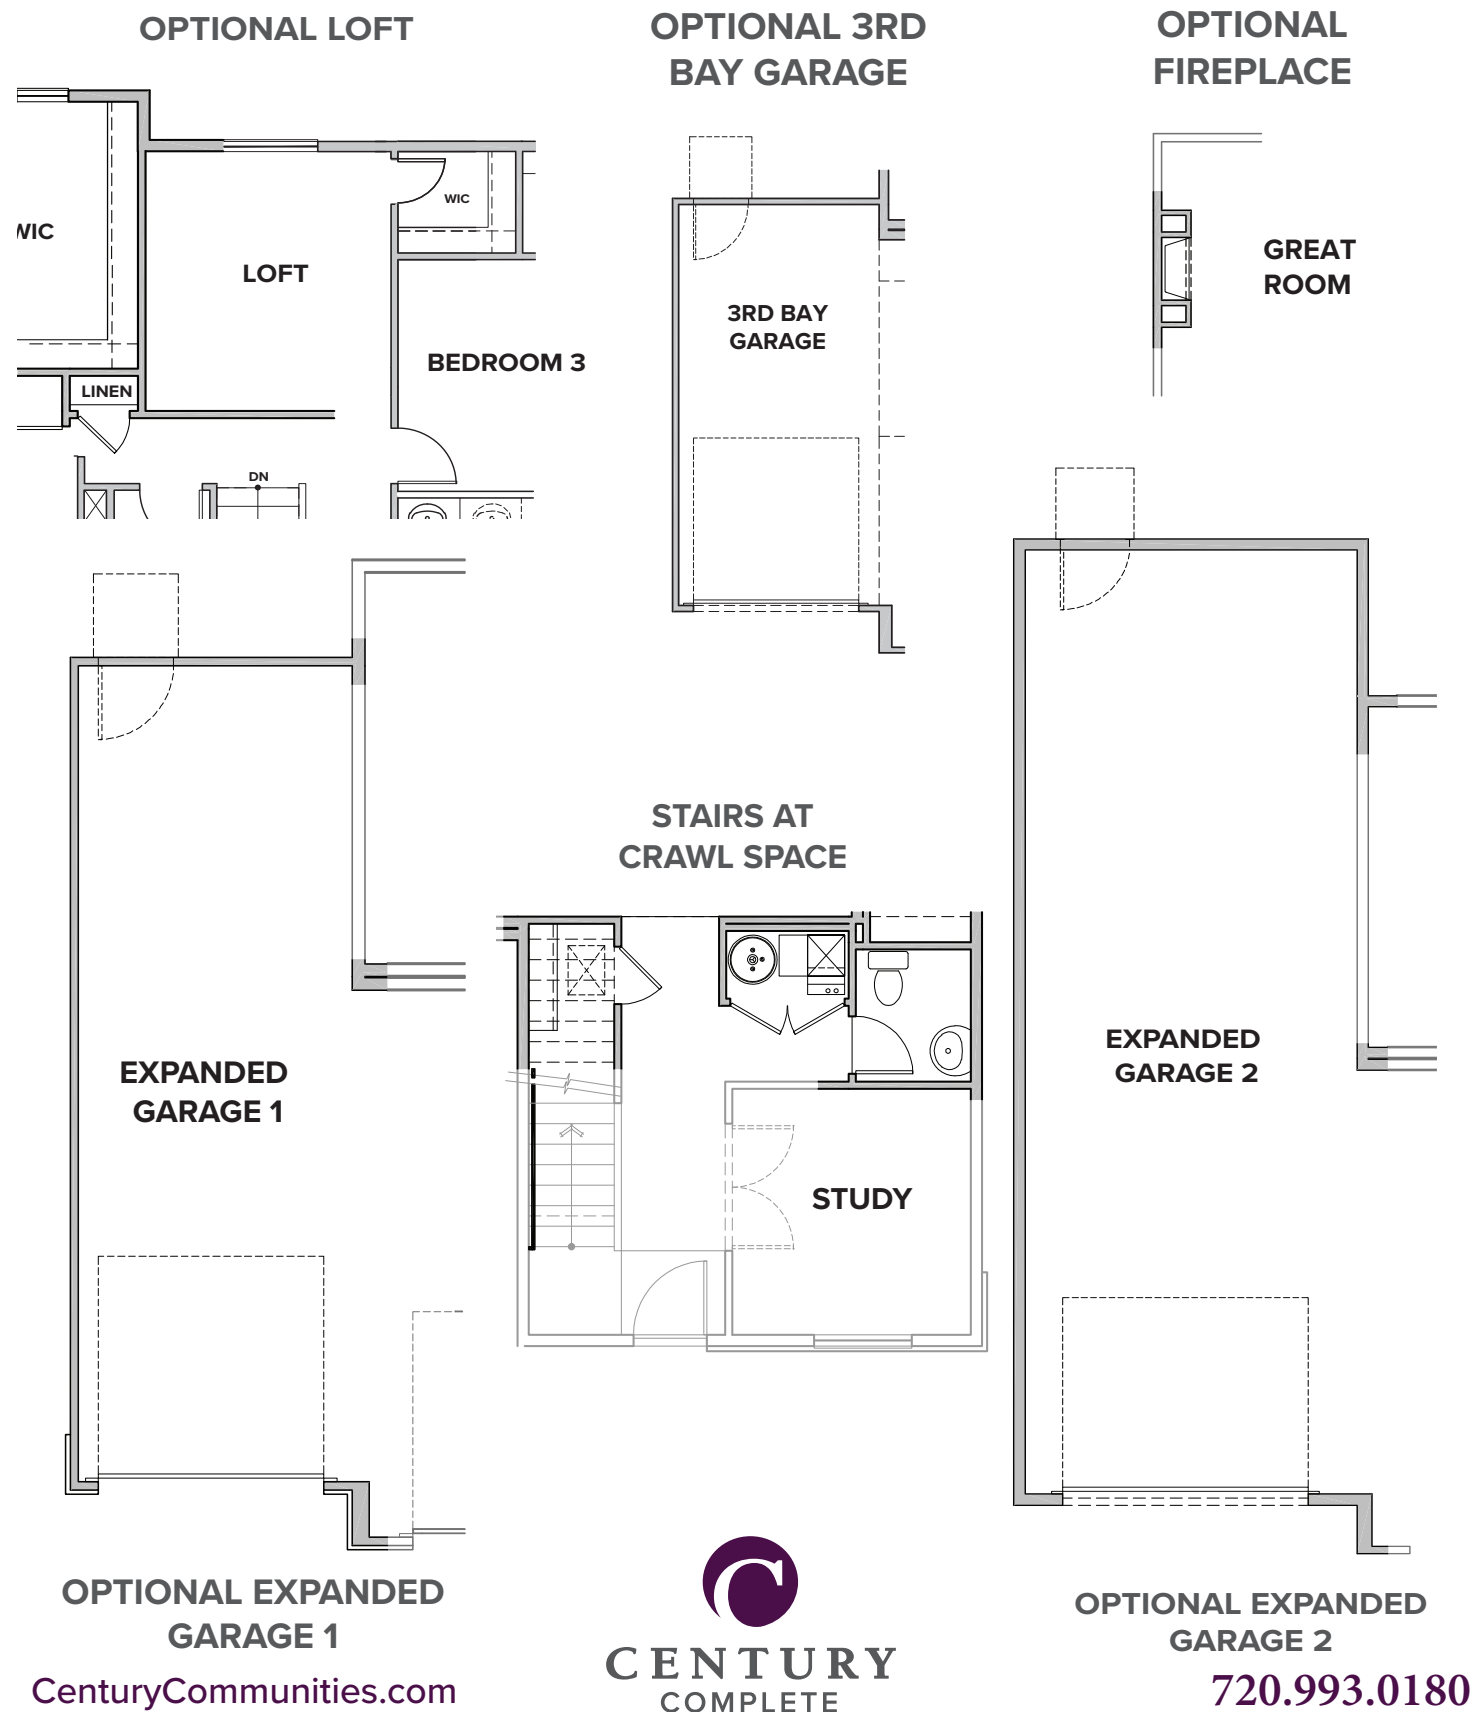 OPTIONAL LOFT
WIC
LOFT
WIC
BEDROOM 3
LINEN
DN
OPTIONAL 3RD
BAY GARAGE
3RD BAY
GARAGE
OPTIONAL
FIREPLACE
GREAT
ROOM
EXPANDED
GARAGE 1
OPTIONAL EXPANDED
GARAGE 1
STAIRS AT
CRAWL SPACE
STUDY
EXPANDED
GARAGE 2
OPTIONAL EXPANDED
GARAGE 2
CenturyCommunities.com
C
CENTURY
COMPLETE
720.993.0180